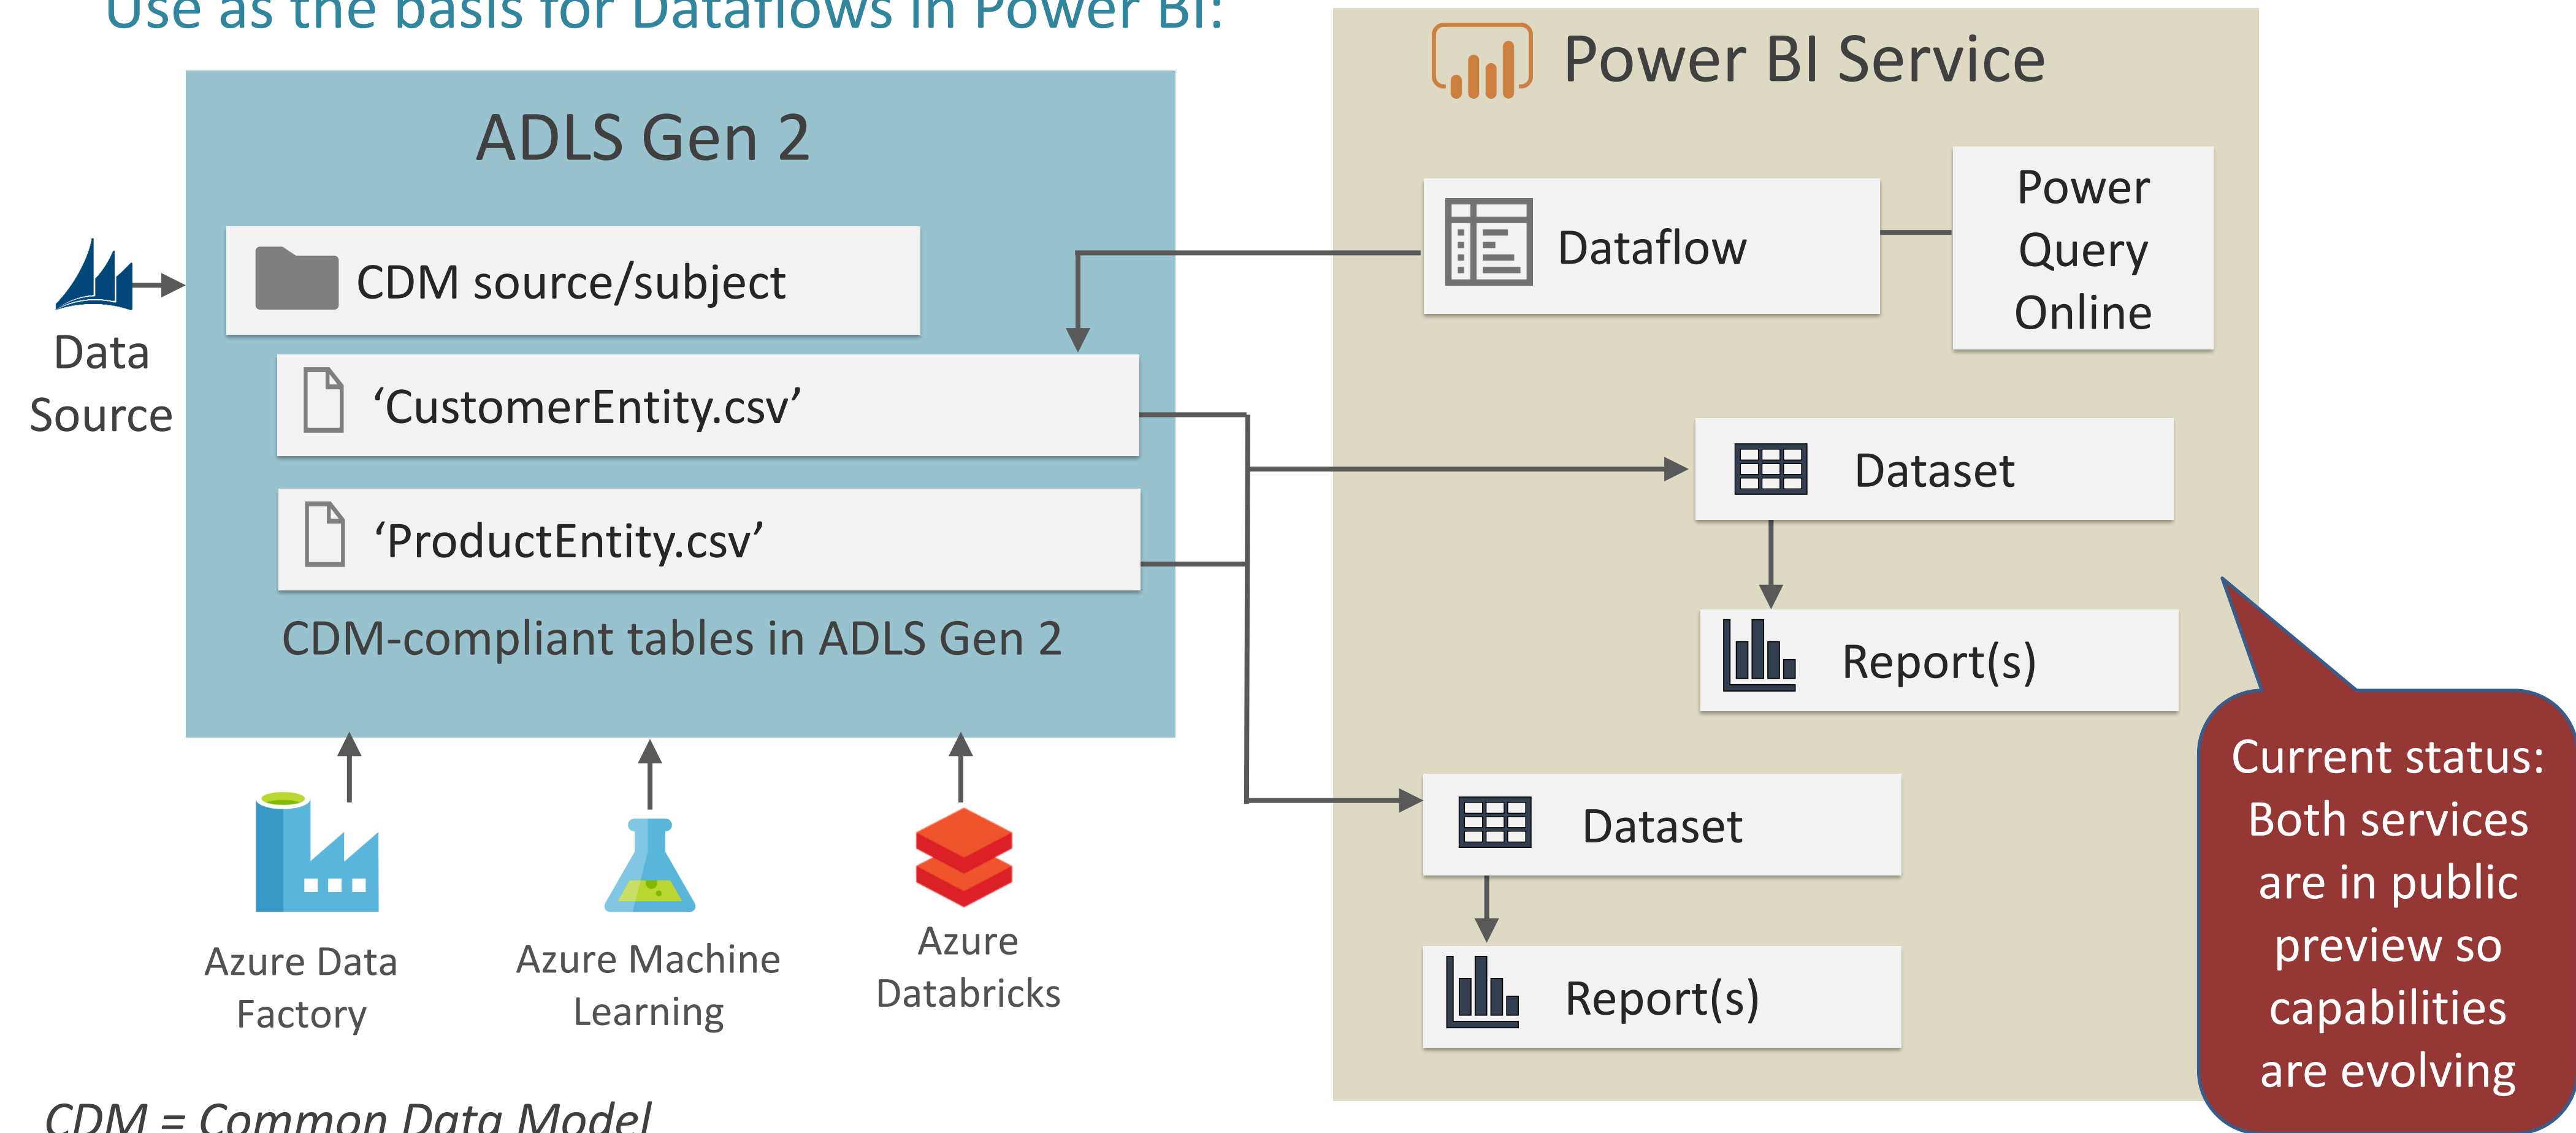 Use as the basis for Dataflows in Power BI:
Power BI Service
ADLS Gen 2
Data
Source
CDM source/subject
‘CustomerEntity.csv’
‘ProductEntity.csv’
CDM-compliant tables in ADLS Gen 2
Dataflow
Power
Query
Online
Dataset
Report(s)
Dataset
Report(s)
Azure Data
Factory
Azure Machine
Learning
Azure
Databricks
Current status:
Both services
are in public
preview so
capabilities
are evolving
CDM = Common Data Model